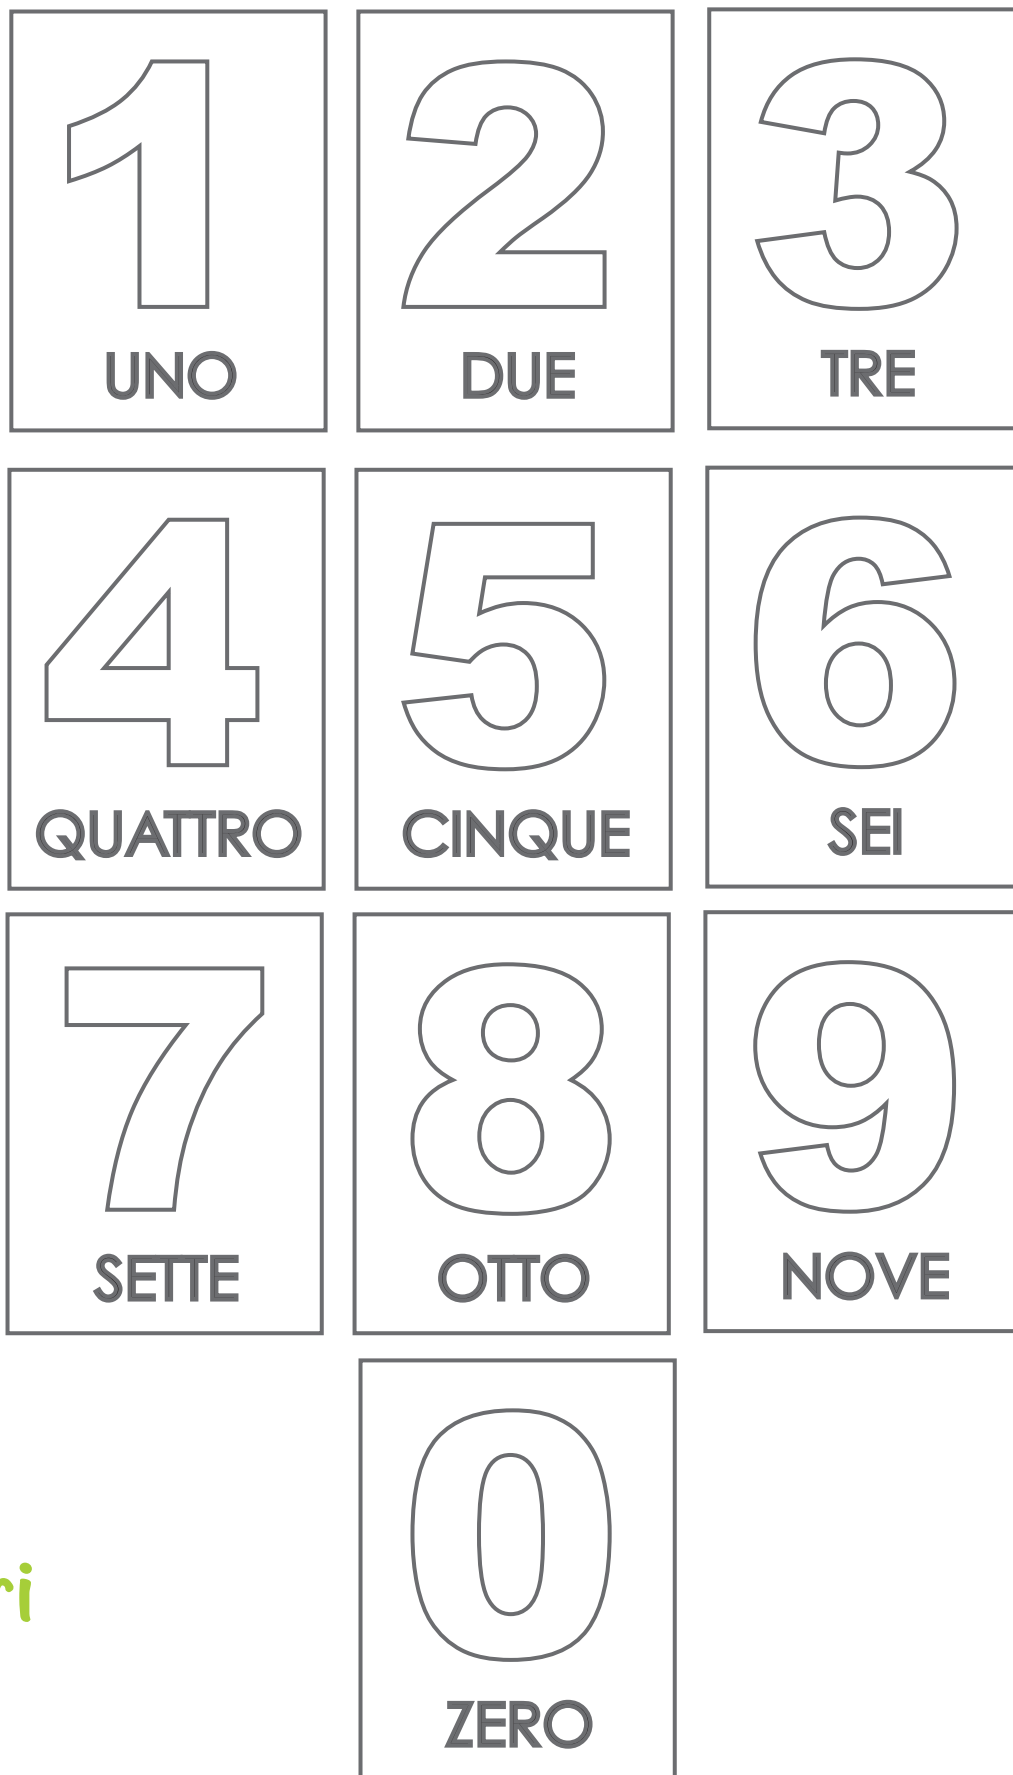 1 2 3
UNO DUE TRE
4 5 6
QUATTRO CINQUE SEI
7 8 9
SETTE OTTO NOVE
0
ri
ZERO